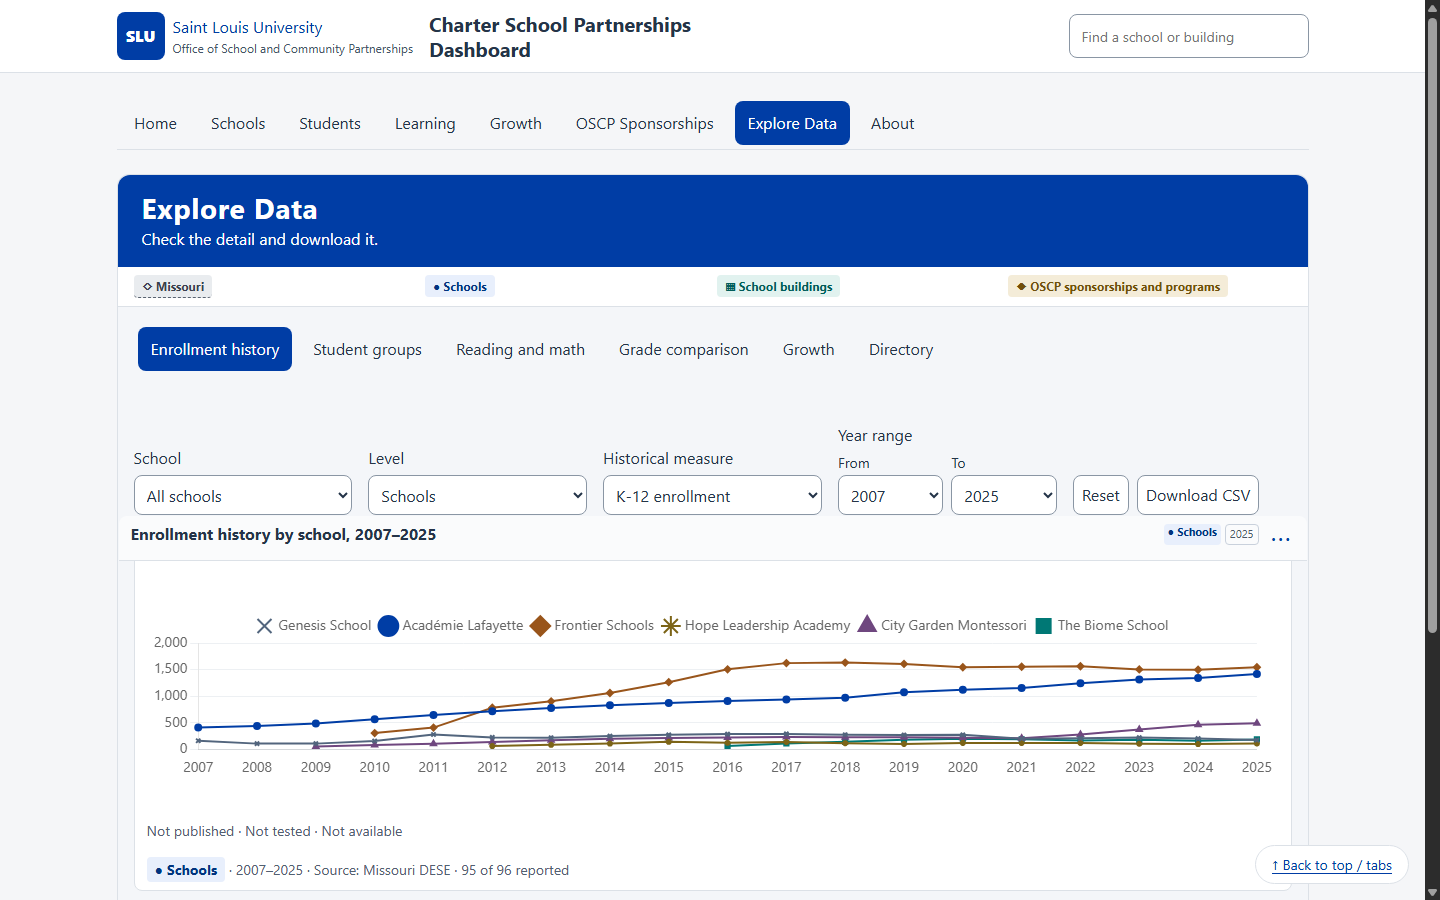 SLU
Saint Louis University
Office of School and Community Partnerships
Charter School Partnerships
Dashboard
Find a school or building
Home
Schools
Students
Learning
Growth
OSCP Sponsorships
Explore Data
About
Explore Data
Check the detail and download it.
Missouri
Schools
School buildings
OSCP sponsorships and programs
Enrollment history
Student groups
Reading and math
Grade comparison
Growth
Directory
Year range
School
Level
Historical measure
From
To
All schools
Schools
K-12 enrollment
2007
2025
Reset
Download CSV
Enrollment history by school, 2007–2025
Schools
2025
...
Genesis School
Académie Lafayette
Frontier Schools
Hope Leadership Academy
City Garden Montessori
The Biome School
2,000
1,500
1,000
500
0
2007 2008 2009 2010 2011 2012 2013 2014 2015 2016 2017 2018 2019 2020 2021 2022 2023 2024 2025
Not published · Not tested · Not available
Schools · 2007–2025 · Source: Missouri DESE · 95 of 96 reported
↑ Back to top / tabs